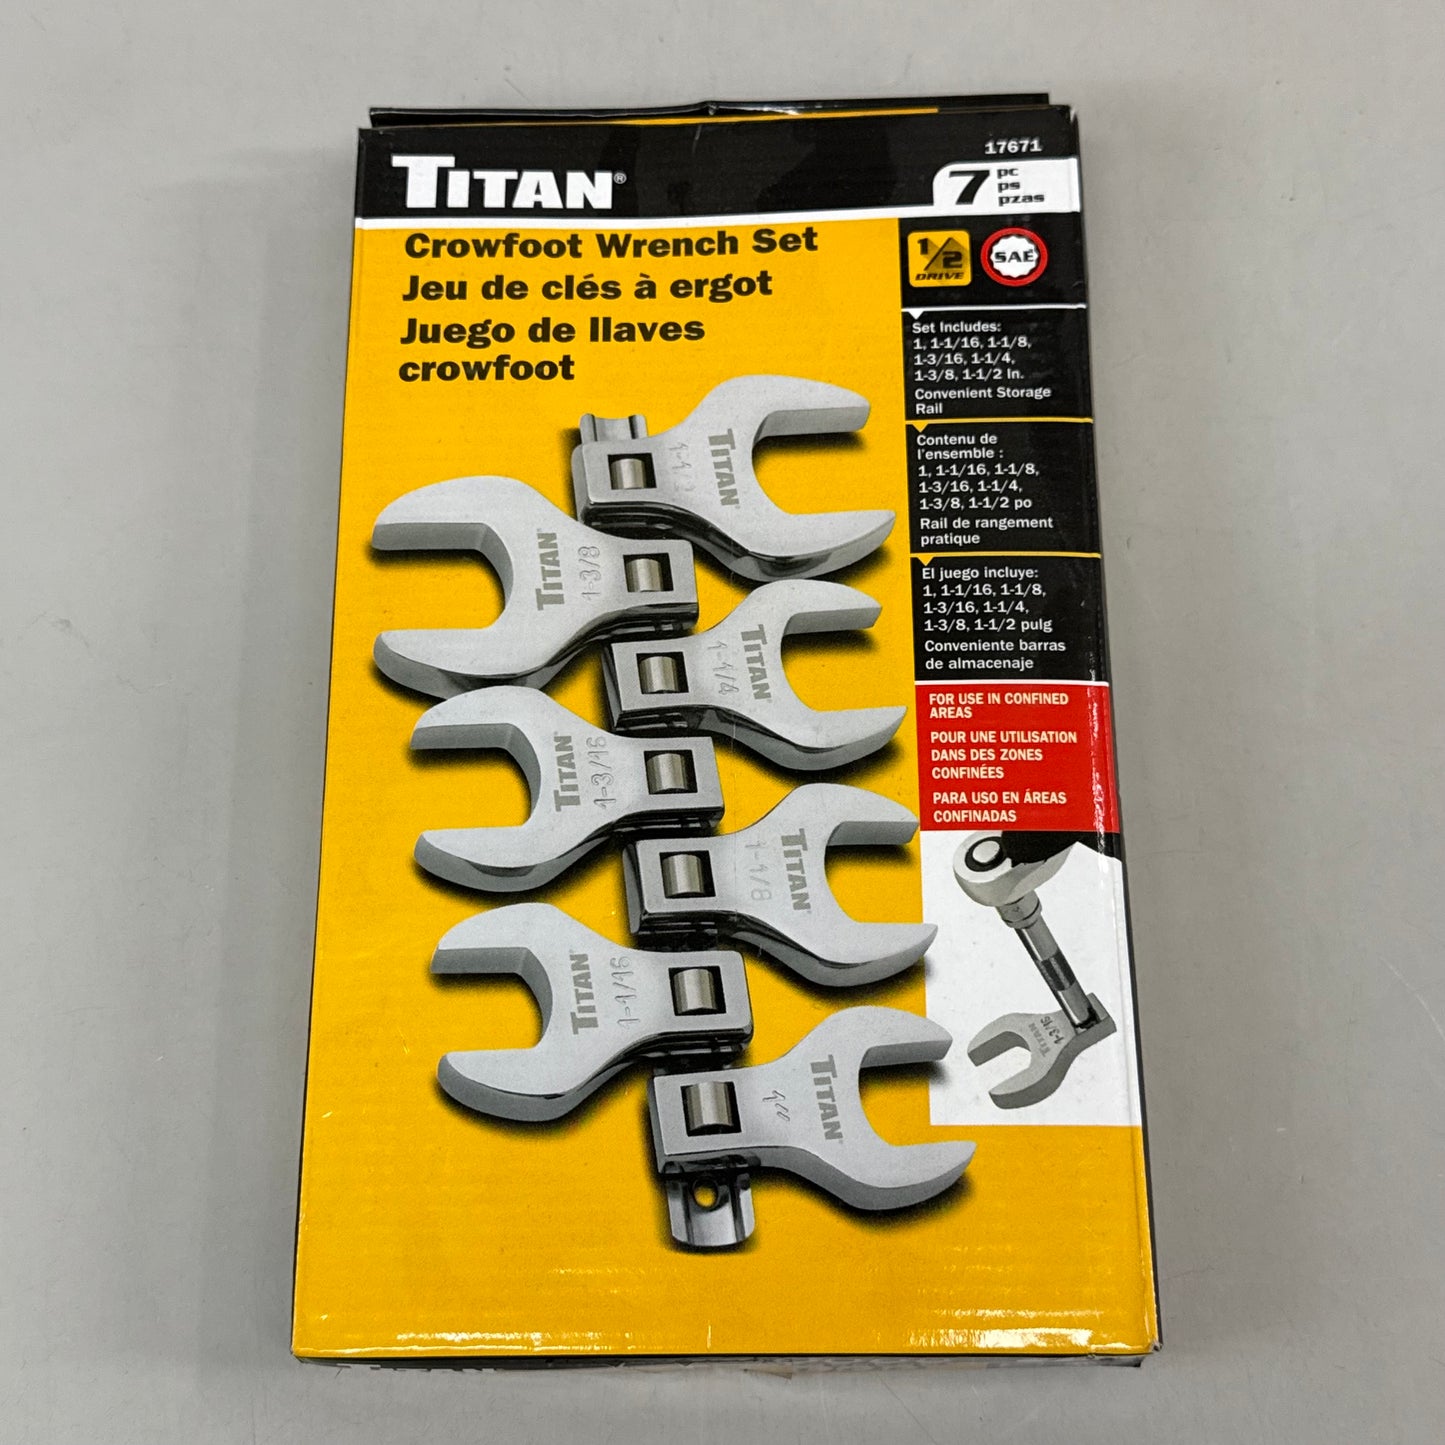 TITAN®
17671
7 pc
ps
pzas
Crowfoot Wrench Set
Jeu de clés à ergot
Juego de llaves
crowfoot
1/2
DRIVE
SAE
Set Includes:
1, 1-1/16, 1-1/8,
1-3/16, 1-1/4,
1-3/8, 1-1/2 In.
Convenient Storage
Rail
Contenu de
l'ensemble :
1, 1-1/16, 1-1/8,
1-3/16, 1-1/4,
1-3/8, 1-1/2 po
Rail de rangement
pratique
El juego incluye:
1, 1-1/16, 1-1/8,
1-3/16, 1-1/4,
1-3/8, 1-1/2 pulg
Conveniente barras
de almacenaje
FOR USE IN CONFINED
AREAS
POUR UNE UTILISATION
DANS DES ZONES
CONFINÉES
PARA USO EN ÁREAS
CONFINADAS
TITAN
1-1/2
TITAN
1-3/8
TITAN
1-1/4
TITAN
1-3/16
TITAN
1-1/8
TITAN
1-1/16
TITAN
1"
TITAN
1-3/16